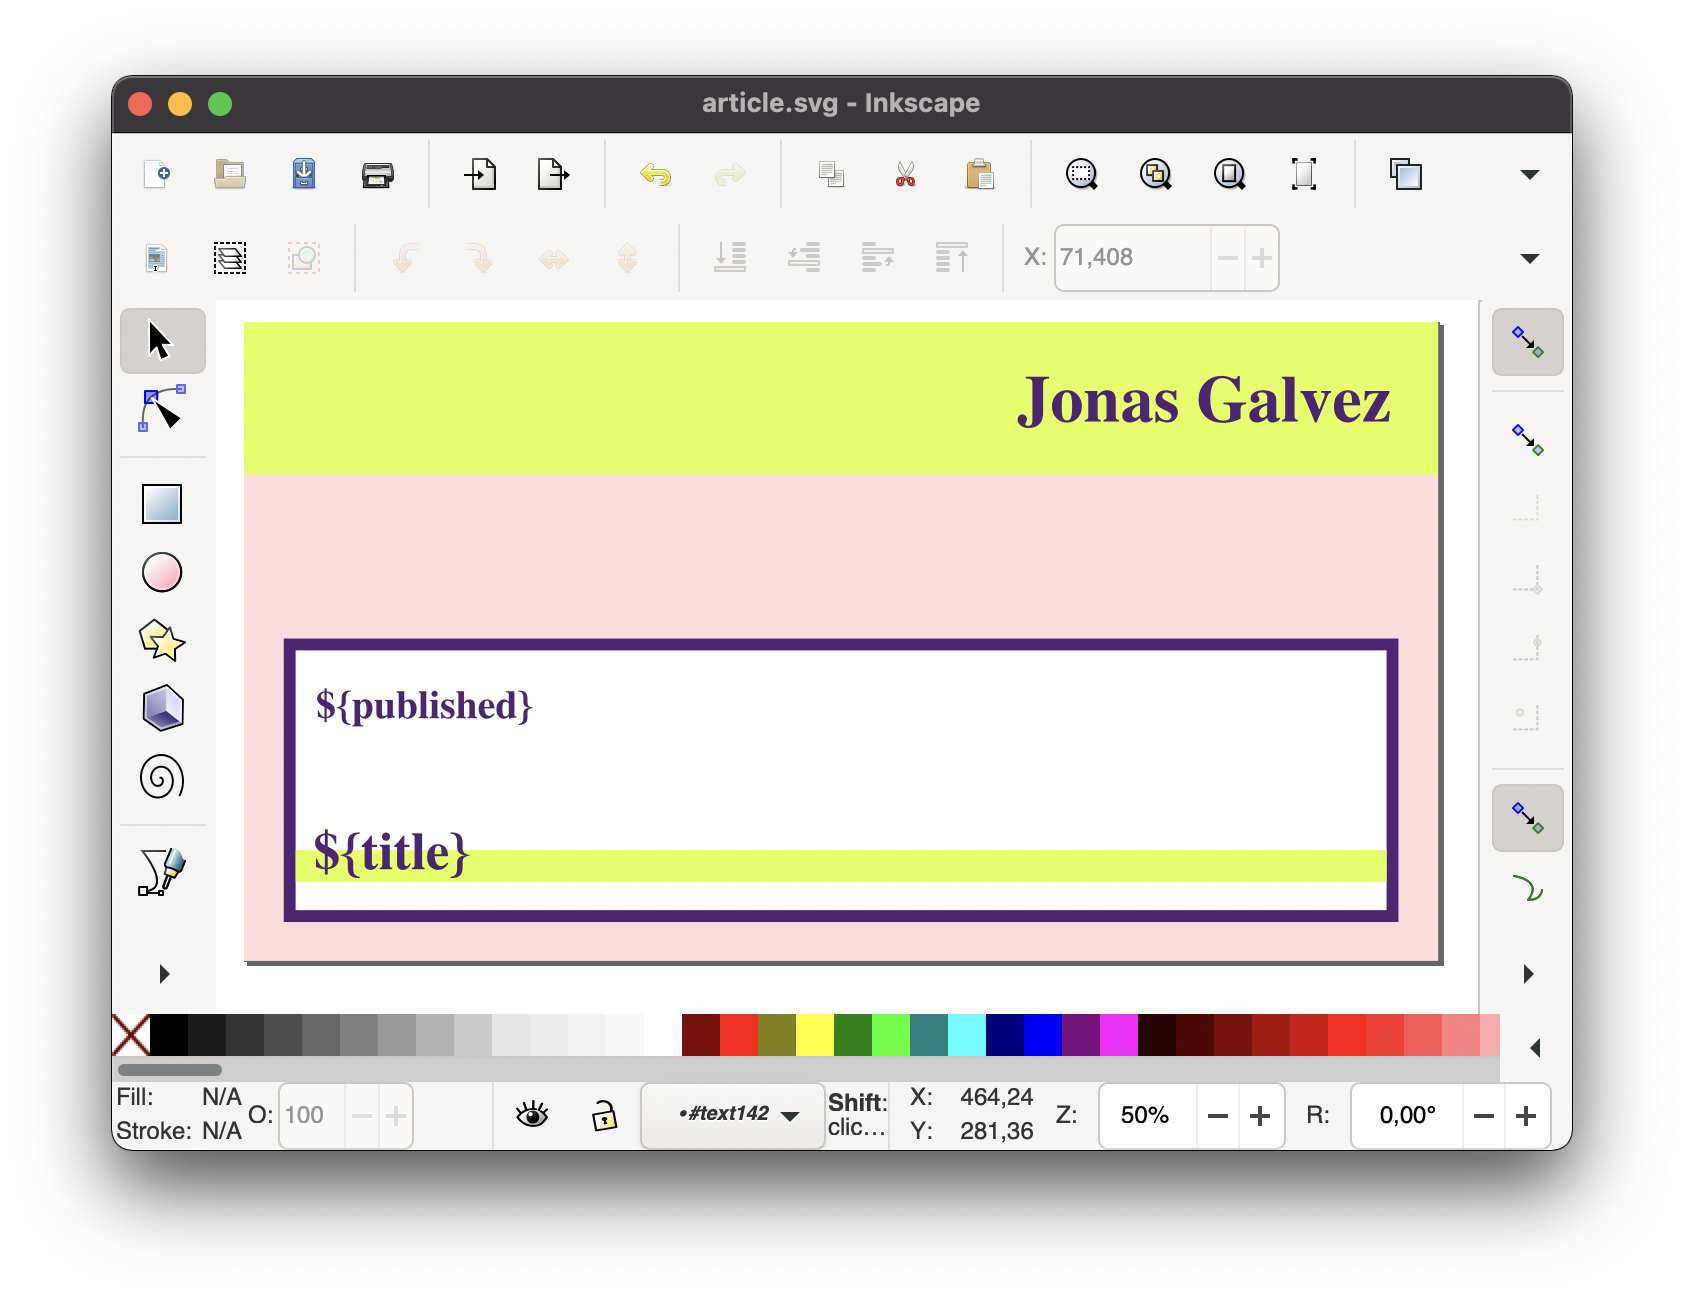 article.svg - Inkscape
X: 71,408
Jonas Galvez
${published}
${title}
Fill: N/A
Stroke: N/A
O: 100
•#text142
Shift:
clic...
X: 464,24
Y: 281,36
Z: 50%
R: 0,00°